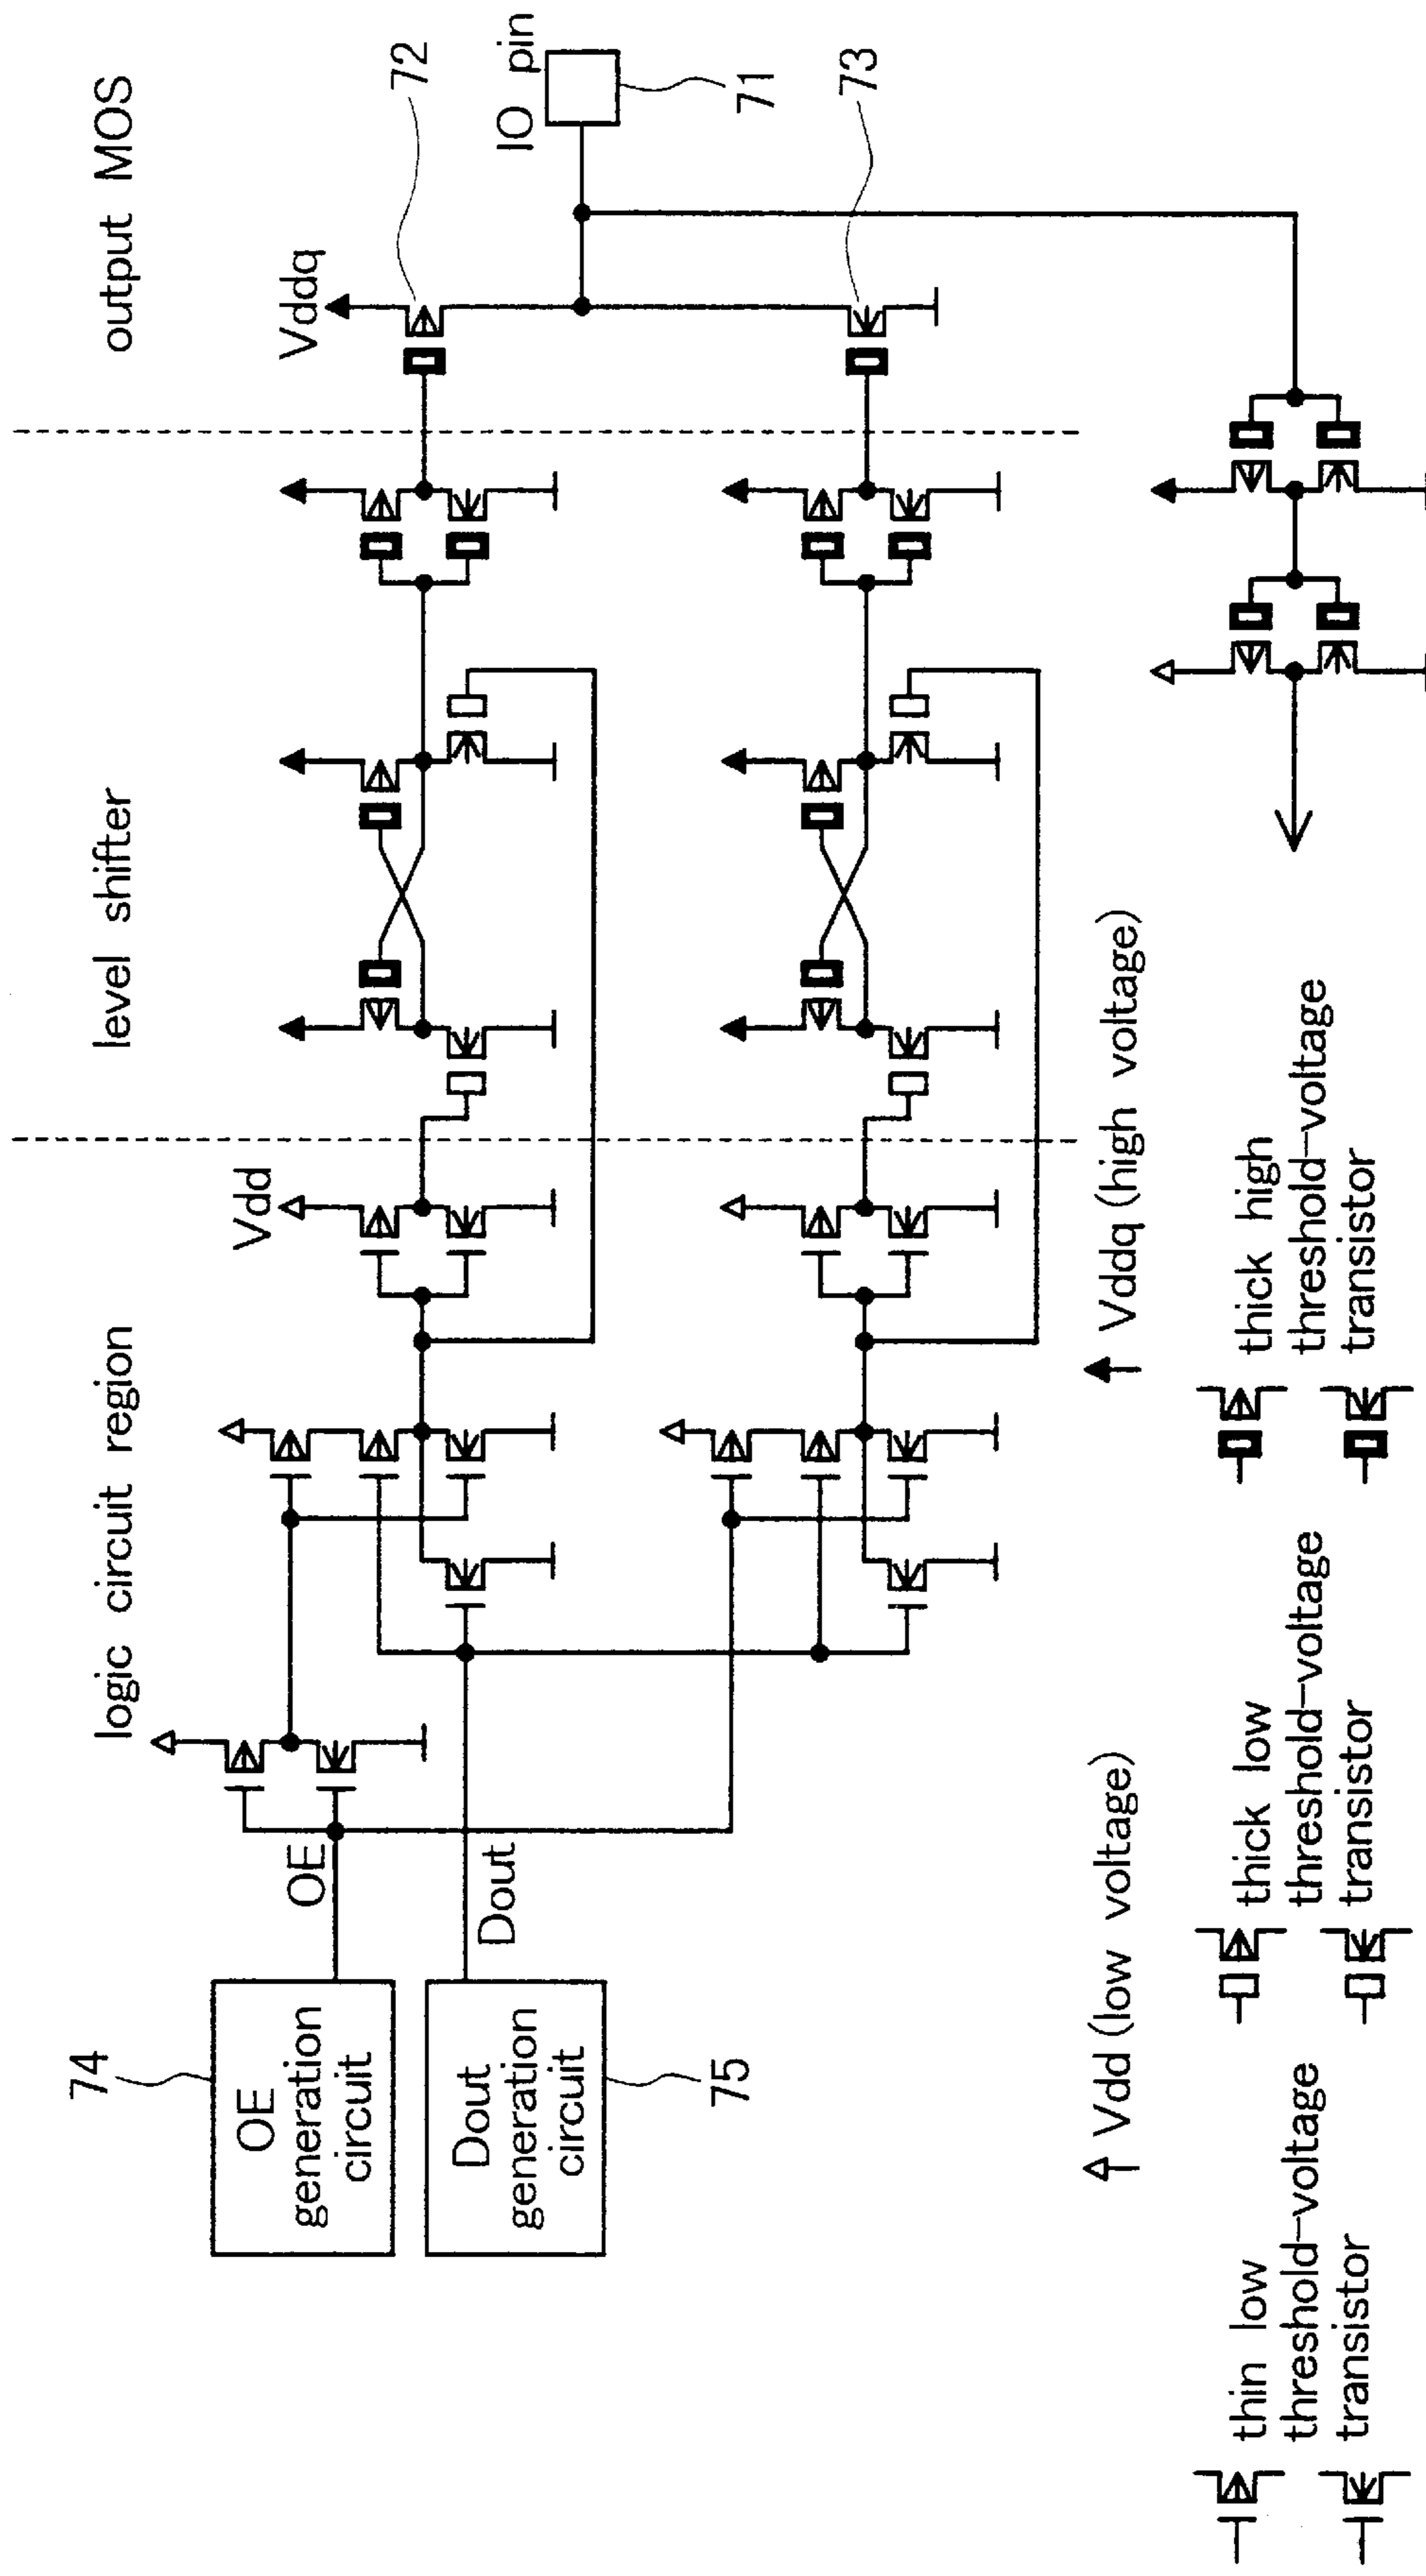 logic circuit region
level shifter
output MOS
Vdd
Vddq
72
IO pin
71
73
74
OE
generation
circuit
OE
Dout
generation
circuit
Dout
75
Vdd (low voltage)
Vddq (high voltage)
thin low
threshold-voltage
transistor
thick low
threshold-voltage
transistor
thick high
threshold-voltage
transistor